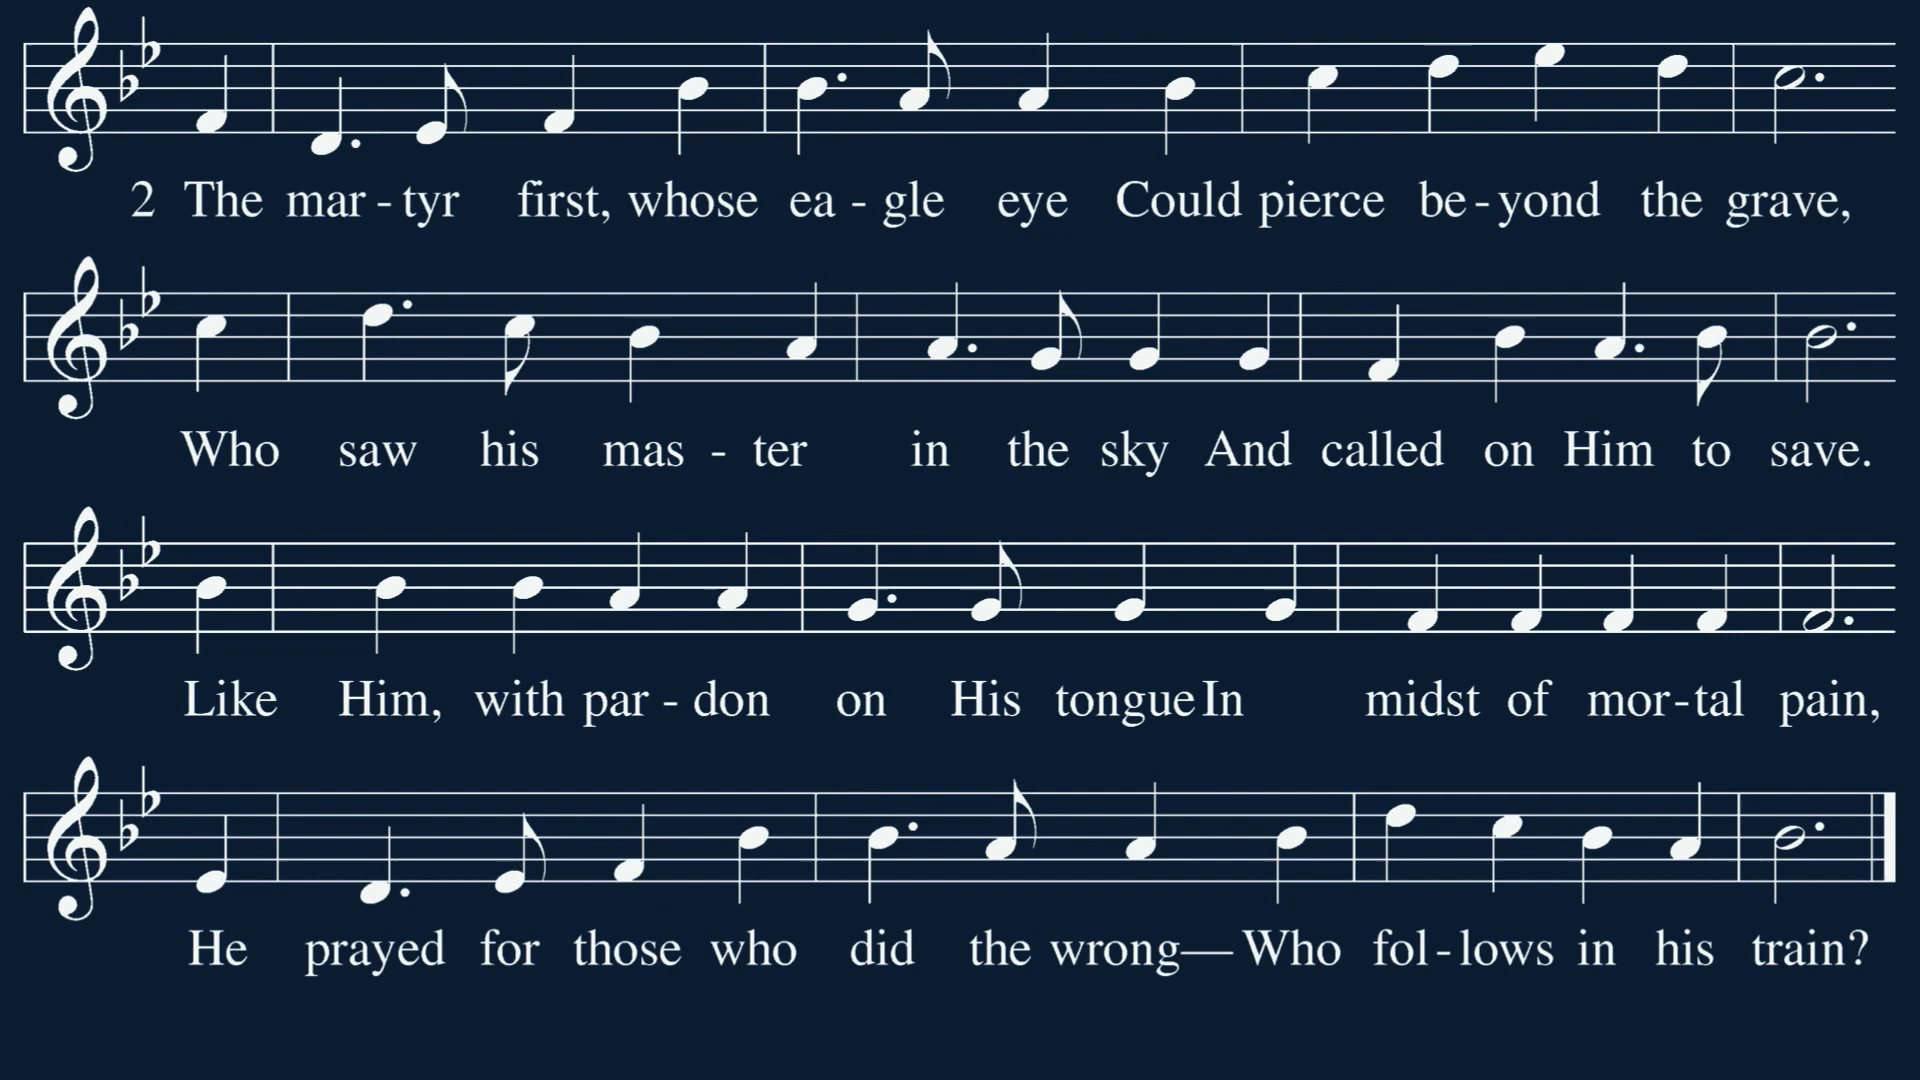 2 The mar - tyr first, whose ea - gle eye Could pierce be - yond the grave,
Who saw his mas - ter in the sky And called on Him to save.
Like Him, with par - don on His tongue In midst of mor - tal pain,
He prayed for those who did the wrong— Who fol - lows in his train?